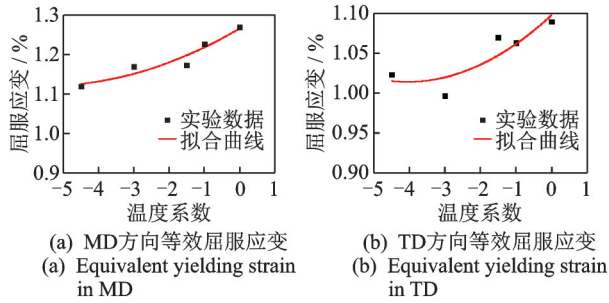 1.3
1.2
1.1
1.0
0.9
屈服应变 / %
实验数据
拟合曲线
−5 −4 −3 −2 −1 0 1
温度系数
(a) MD方向等效屈服应变
(a) Equivalent yielding strain
in MD
1.10
1.05
1.00
0.95
0.90
屈服应变 / %
实验数据
拟合曲线
−5 −4 −3 −2 −1 0 1
温度系数
(b) TD方向等效屈服应变
(b) Equivalent yielding strain
in TD